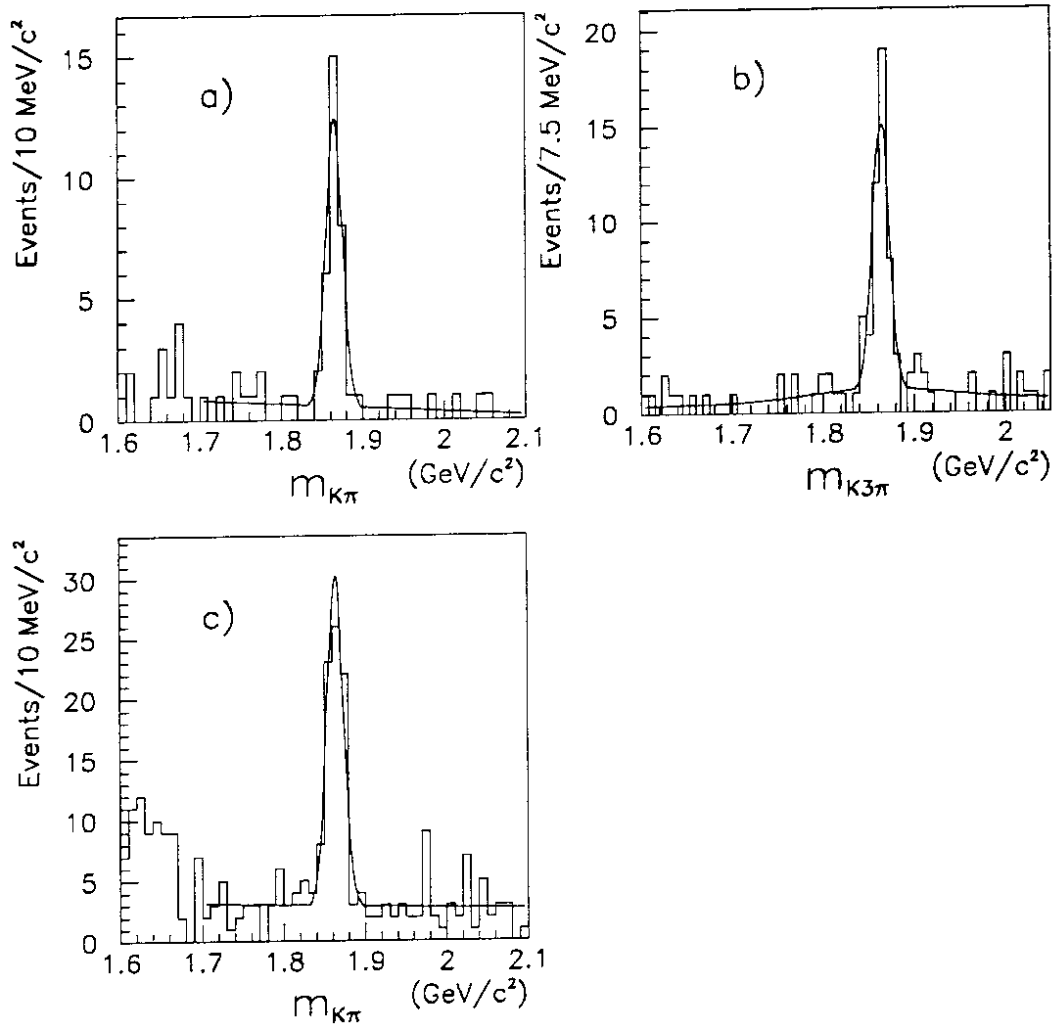 Events/10 MeV/c²
15
10
5
0
a)
1.6 1.7 1.8 1.9 2 2.1
m_Kπ (GeV/c²)
Events/7.5 MeV/c²
20
15
10
5
0
b)
1.6 1.7 1.8 1.9 2
m_K3π (GeV/c²)
Events/10 MeV/c²
30
25
20
15
10
5
0
c)
1.6 1.7 1.8 1.9 2 2.1
m_Kπ (GeV/c²)